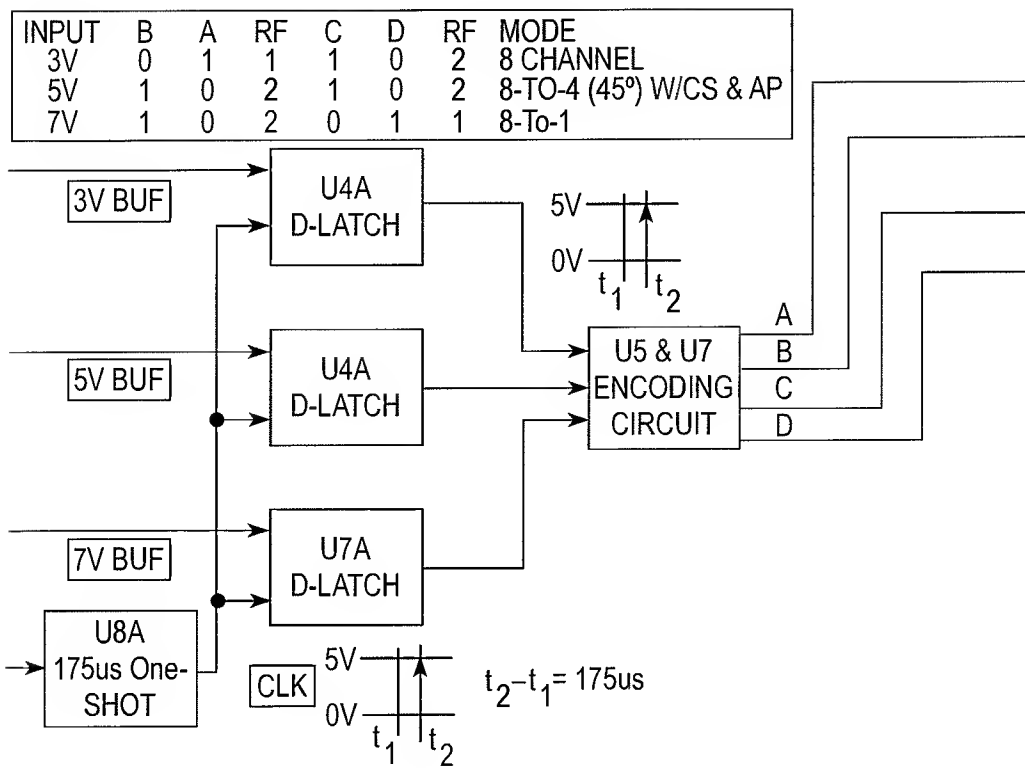 INPUT B A RF C D RF MODE
3V 0 1 1 1 0 2 8 CHANNEL
5V 1 0 2 1 0 2 8-TO-4 (45º) W/CS & AP
7V 1 0 2 0 1 1 8-To-1
3V BUF
U4A
D-LATCH
5V
0V
t1 t2
5V BUF
U4A
D-LATCH
U5 & U7
ENCODING
CIRCUIT
A
B
C
D
7V BUF
U7A
D-LATCH
U8A
175us One-
SHOT
CLK
5V
0V
t1 t2
t2-t1= 175us